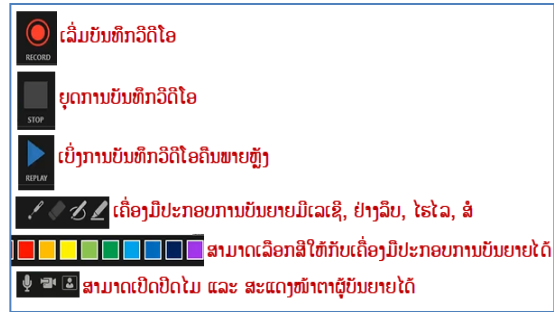 RECORD
ເລີ່ມບັນທຶກວີດີໂອ
STOP
ຍຸດການບັນທຶກວີດີໂອ
REPLAY
ເບິ່ງການບັນທຶກວີດີໂອຄືນພາຍຫຼັງ
ເຄື່ອງມືປະກອບການບັນຍາຍມີເລເຊີ, ຢ່າງລຶບ, ໄຮໄລ, ສໍ
ສາມາດເລືອກສີໃຫ້ກັບເຄື່ອງມືປະກອບການບັນຍາຍໄດ້
ສາມາດເປີດປິດໄມ ແລະ ສະແດງໜ້າຕາຜູ້ບັນຍາຍໄດ້